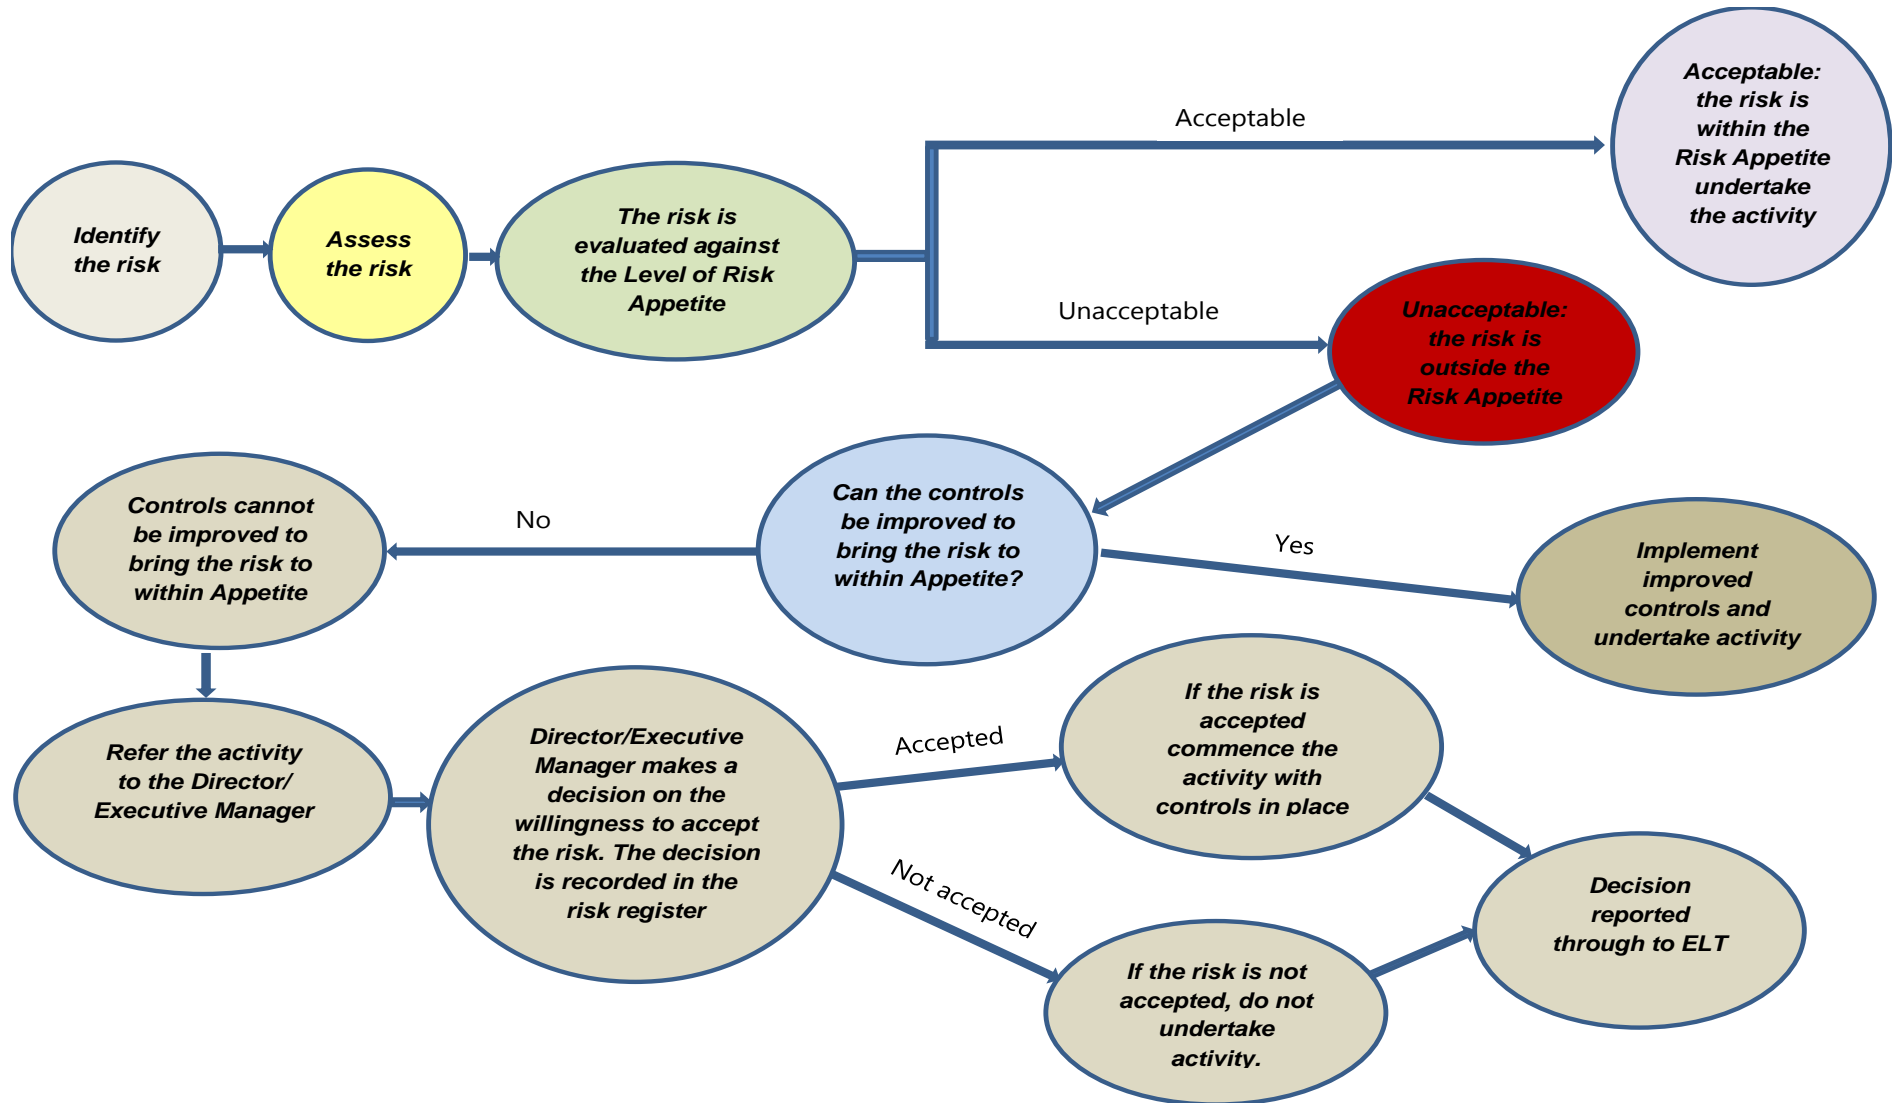 Identify
the risk
Assess
the risk
The risk is
evaluated against
the Level of Risk
Appetite
Acceptable
Acceptable:
the risk is
within the
Risk Appetite
undertake
the activity
Unacceptable
Unacceptable:
the risk is
outside the
Risk Appetite
Can the controls
be improved to
bring the risk to
within Appetite?
No
Controls cannot
be improved to
bring the risk to
within Appetite
Yes
Implement
improved
controls and
undertake activity
Refer the activity
to the Director/
Executive Manager
Director/Executive
Manager makes a
decision on the
willingness to accept
the risk. The decision
is recorded in the
risk register
Accepted
If the risk is
accepted
commence the
activity with
controls in place
Not accepted
If the risk is not
accepted, do not
undertake
activity.
Decision
reported
through to ELT